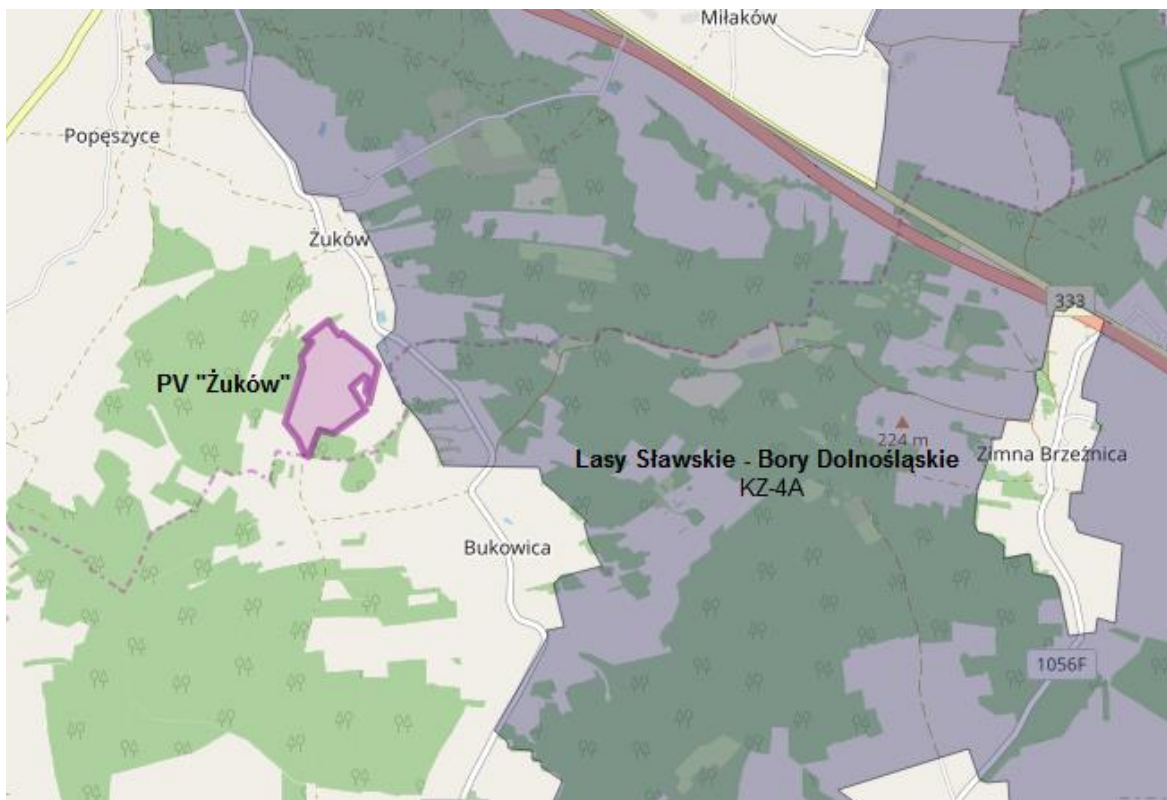 Miłaków
Popęszyce
Żuków
333
PV "Żuków"
224 m
Lasy Sławskie - Bory Dolnośląskie
KZ-4A
Zimna Brzeźnica
Bukowica
1056F